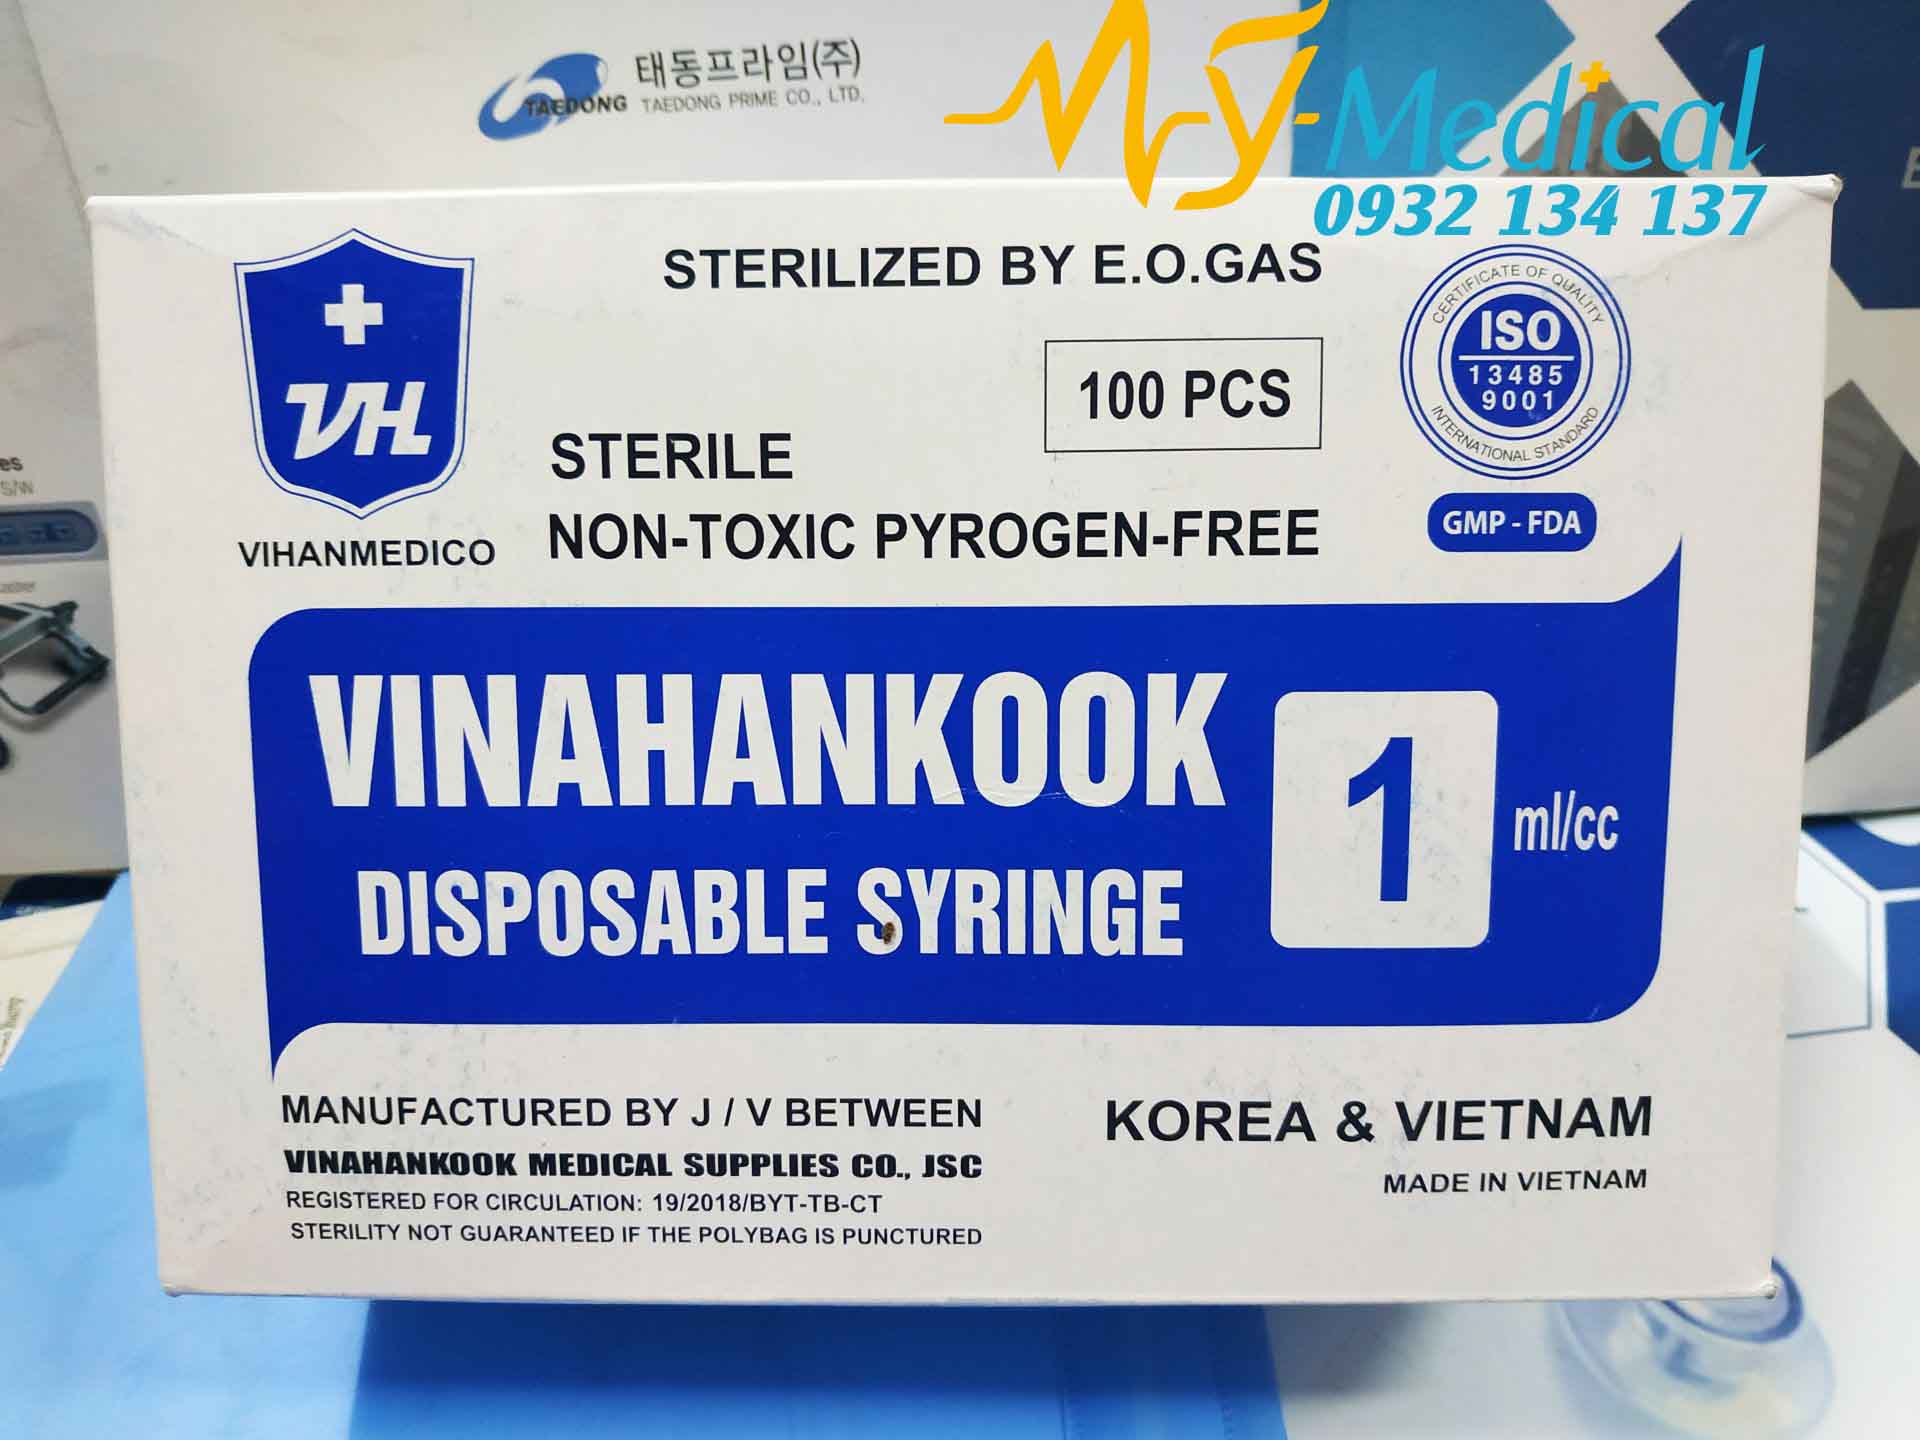 태동프라임(주)
TAEDONG TAEDONG PRIME CO., LTD.
My Medical
0932 134 137
STERILIZED BY E.O.GAS
CERTIFICATE OF QUALITY
ISO
13485
9001
INTERNATIONAL STANDARD
GMP - FDA
100 PCS
VH
VIHANMEDICO
STERILE
NON-TOXIC PYROGEN-FREE
VINAHANKOOK
DISPOSABLE SYRINGE
1 ml/cc
MANUFACTURED BY J / V BETWEEN
VINAHANKOOK MEDICAL SUPPLIES CO., JSC
REGISTERED FOR CIRCULATION: 19/2018/BYT-TB-CT
STERILITY NOT GUARANTEED IF THE POLYBAG IS PUNCTURED
KOREA & VIETNAM
MADE IN VIETNAM